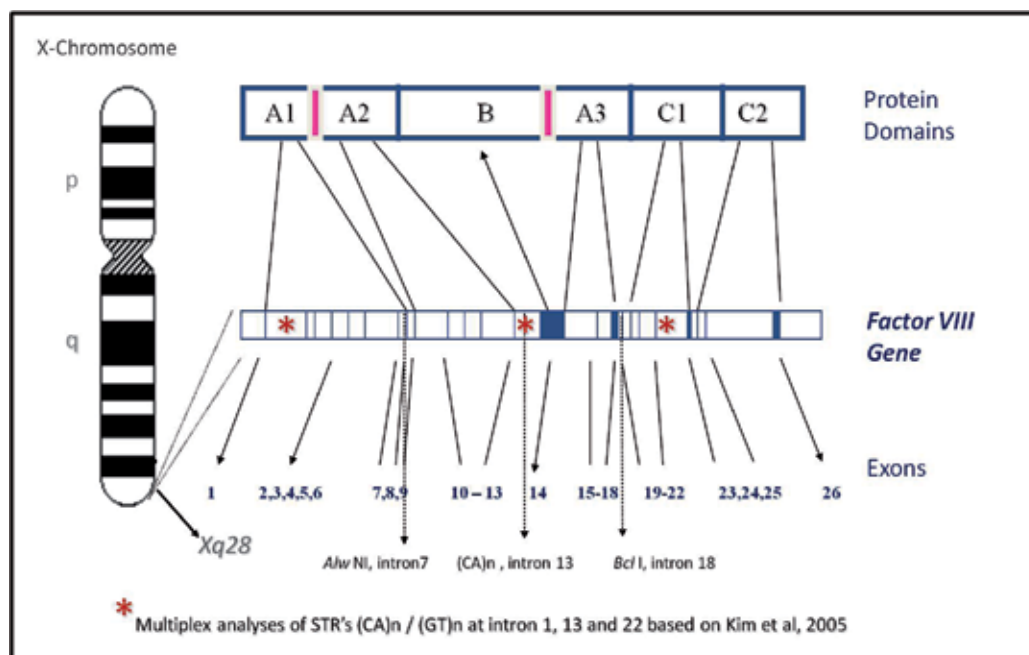 X-Chromosome
p
q
Xq28
A1 A2 B A3 C1 C2
Protein
Domains
* * *
Factor VIII
Gene
Exons
1 2,3,4,5,6 7,8,9 10 – 13 14 15-18 19-22 23,24,25 26
Alw NI, intron7 (CA)n , intron 13 Bcl I, intron 18
* Multiplex analyses of STR's (CA)n / (GT)n at intron 1, 13 and 22 based on Kim et al, 2005